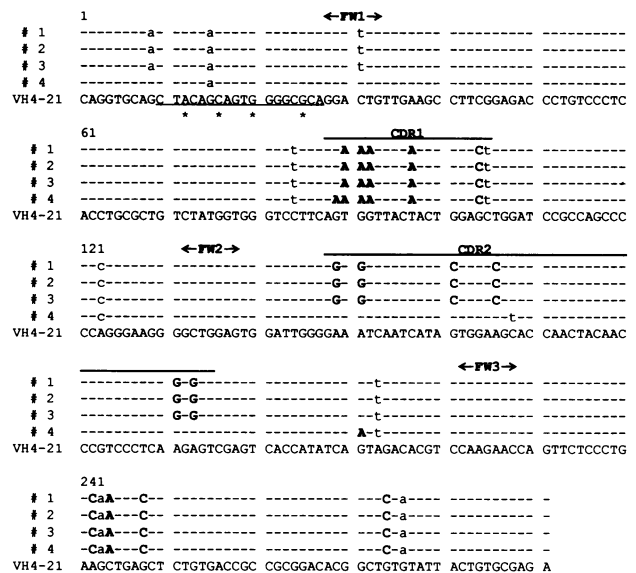 1 ←FW1→
# 1 --------a- ----a----- ---------- t--------- ---------- ----------
# 2 --------a- ----a----- ---------- ---------- ---------- ----------
# 3 --------a- ----a----- ---------- t--------- ---------- ----------
# 4 ---------- ----a----- ---------- ---------- ---------- ----------
VH4-21 CAGGTGCAGC TACAGCAGTG GGGCGCAGGA CTGTTGAAGC CTTCGGAGAC CCTGTCCCTC
* * * *
61 CDR1
# 1 ---------- ---------- ---t-----A AA----A--- ---Ct----- ----------
# 2 ---------- ---------- ---------A AA----A--- ---Ct----- ----------
# 3 ---------- ---------- ---t-----A AA----A--- ---Ct----- ----------
# 4 ---------- ---------- --------AA AA----A--- ---Ct----- ----------
VH4-21 ACCTGCGCTG TCTATGGTGG GTCCTTCAGT GGTTACTACT GGAGCTGGAT CCGCCAGCCC
121 ←FW2→ CDR2
# 1 --c------- ---------- --------G- G--------- C----C---- ----------
# 2 --c------- ---------- --------G- G--------- C----C---- ----------
# 3 --c------- ---------- --------G- G--------- C----C---- ----------
# 4 --c------- ---------- ---------- ---------- -------t-- ----------
VH4-21 CCAGGGAAGG GGCTGGAGTG GATTGGGGAA ATCAATCATA GTGGAAGCAC CAACTACAAC
←FW3→
# 1 ---------- G-G------- ---------- --t------- ---------- ----------
# 2 ---------- G-G------- ---------- --t------- ---------- ----------
# 3 ---------- G-G------- ---------- --t------- ---------- ----------
# 4 ---------- ---------- ---------- A-t------- ---------- ----------
VH4-21 CCGTCCCTCA AGAGTCGAGT CACCATATCA GTAGACACGT CCAAGAACCA GTTCTCCCTG
241
# 1 -CaA---C-- ---------- ---------- ---C-a---- ---------- -
# 2 -CaA---C-- ---------- ---------- ---C-a---- ---------- -
# 3 -CaA---C-- ---------- ---------- ---C-a---- ---------- -
# 4 -CaA---C-- ---------- ---------- ---C-a---- ---------- -
VH4-21 AAGCTGAGCT CTGTGACCGC CGCGGACACG GCTGTGTATT ACTGTGCGAG A